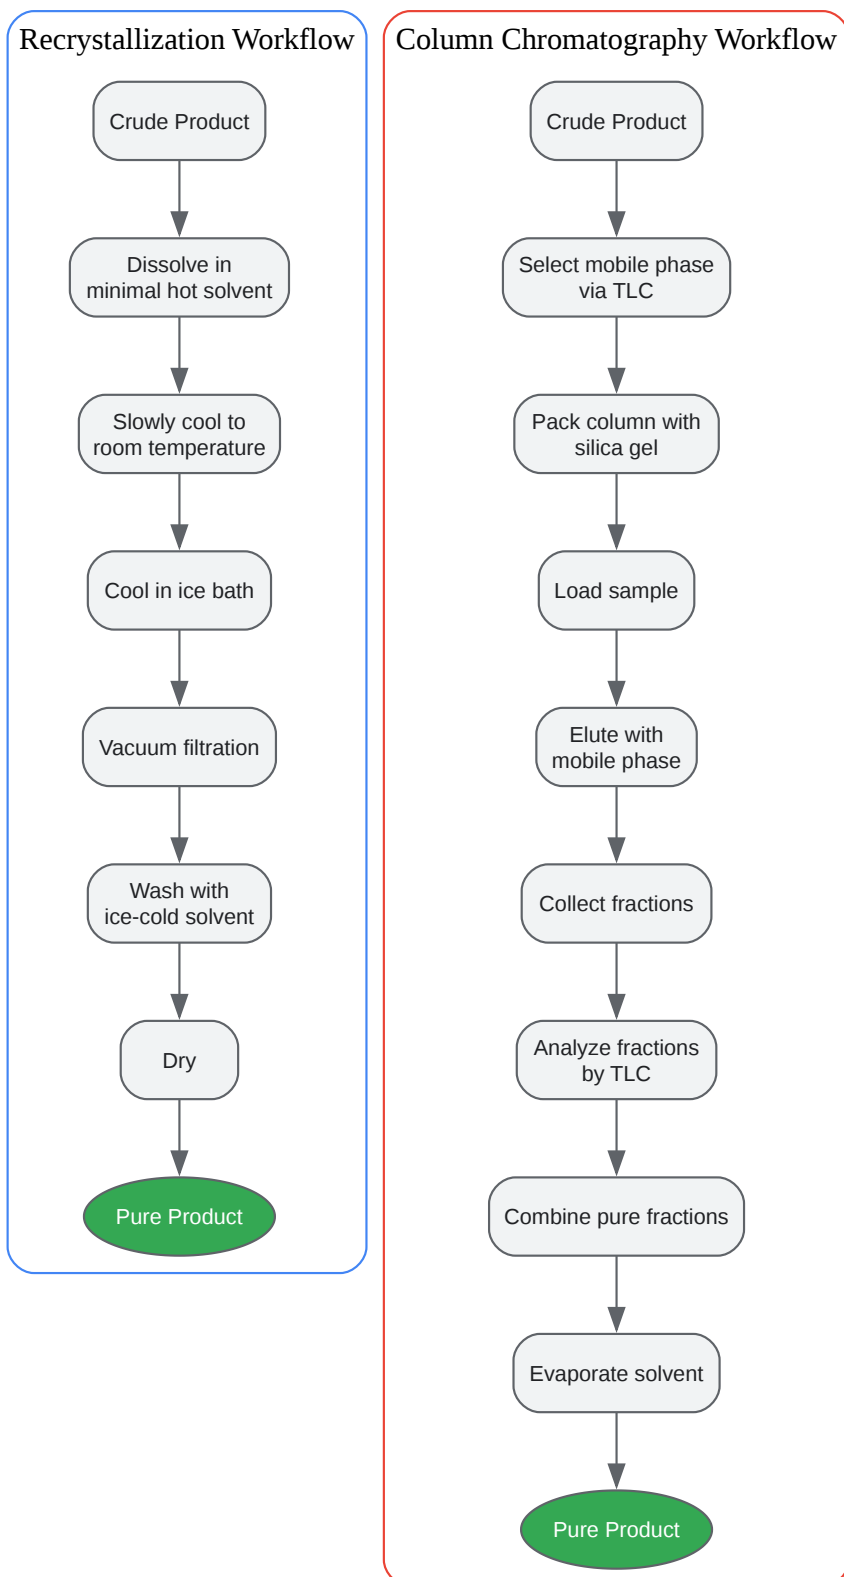 Recrystallization Workflow
Crude Product
Dissolve in
minimal hot solvent
Slowly cool to
room temperature
Cool in ice bath
Vacuum filtration
Wash with
ice-cold solvent
Dry
Pure Product
Column Chromatography Workflow
Crude Product
Select mobile phase
via TLC
Pack column with
silica gel
Load sample
Elute with
mobile phase
Collect fractions
Analyze fractions
by TLC
Combine pure fractions
Evaporate solvent
Pure Product